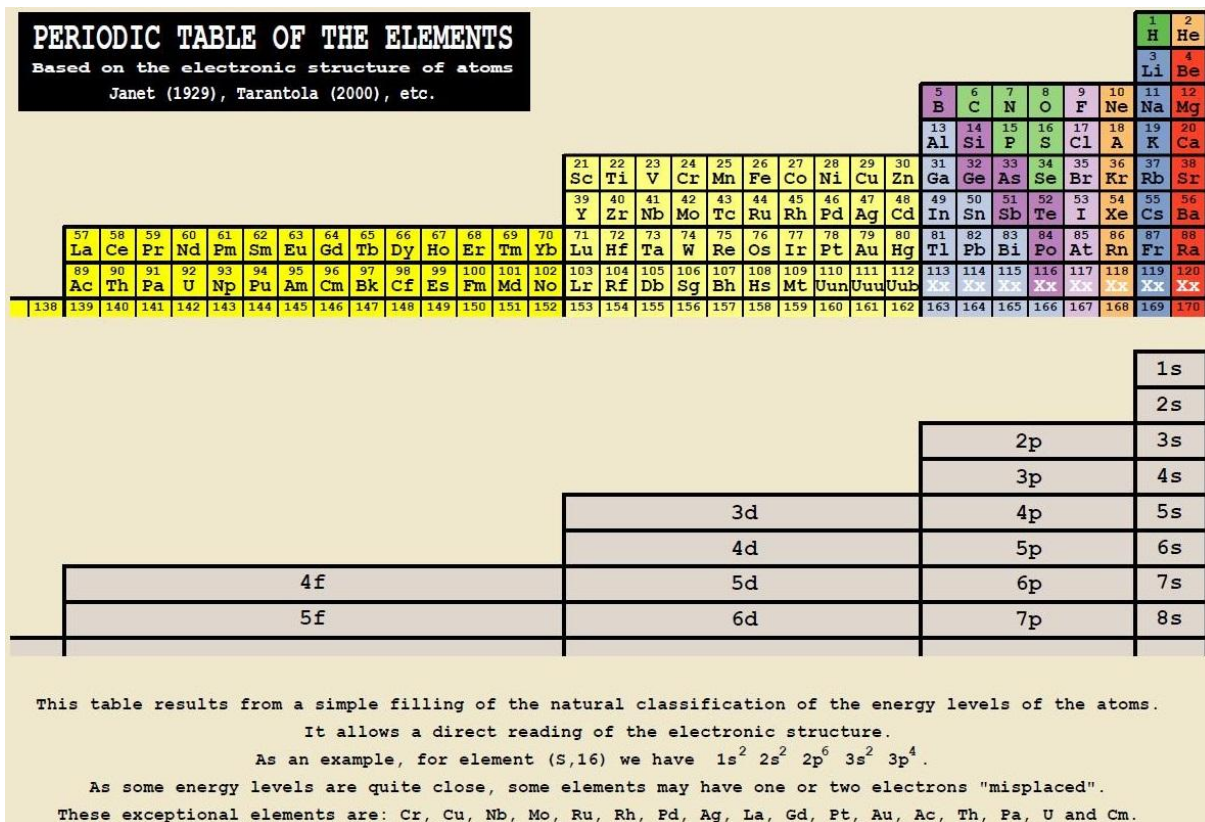 PERIODIC TABLE OF THE ELEMENTS
Based on the electronic structure of atoms
Janet (1929), Tarantola (2000), etc.
1 2
H He
3 4
Li Be
5 6 7 8 9 10 11 12
B C N O F Ne Na Mg
13 14 15 16 17 18 19 20
Al Si P S Cl A K Ca
21 22 23 24 25 26 27 28 29 30 31 32 33 34 35 36 37 38
Sc Ti V Cr Mn Fe Co Ni Cu Zn Ga Ge As Se Br Kr Rb Sr
39 40 41 42 43 44 45 46 47 48 49 50 51 52 53 54 55 56
Y Zr Nb Mo Tc Ru Rh Pd Ag Cd In Sn Sb Te I Xe Cs Ba
57 58 59 60 61 62 63 64 65 66 67 68 69 70 71 72 73 74 75 76 77 78 79 80 81 82 83 84 85 86 87 88
La Ce Pr Nd Pm Sm Eu Gd Tb Dy Ho Er Tm Yb Lu Hf Ta W Re Os Ir Pt Au Hg Tl Pb Bi Po At Rn Fr Ra
89 90 91 92 93 94 95 96 97 98 99 100 101 102 103 104 105 106 107 108 109 110 111 112 113 114 115 116 117 118 119 120
Ac Th Pa U Np Pu Am Cm Bk Cf Es Fm Md No Lr Rf Db Sg Bh Hs Mt Uun Uuu Uub Xx Xx Xx Xx Xx Xx Xx Xx
138 139 140 141 142 143 144 145 146 147 148 149 150 151 152 153 154 155 156 157 158 159 160 161 162 163 164 165 166 167 168 169 170
1s
2s
2p 3s
3p 4s
3d 4p 5s
4d 5p 6s
4f 5d 6p 7s
5f 6d 7p 8s
This table results from a simple filling of the natural classification of the energy levels of the atoms.
It allows a direct reading of the electronic structure.
As an example, for element (S,16) we have 1s² 2s² 2p⁶ 3s² 3p⁴.
As some energy levels are quite close, some elements may have one or two electrons "misplaced".
These exceptional elements are: Cr, Cu, Nb, Mo, Ru, Rh, Pd, Ag, La, Gd, Pt, Au, Ac, Th, Pa, U and Cm.